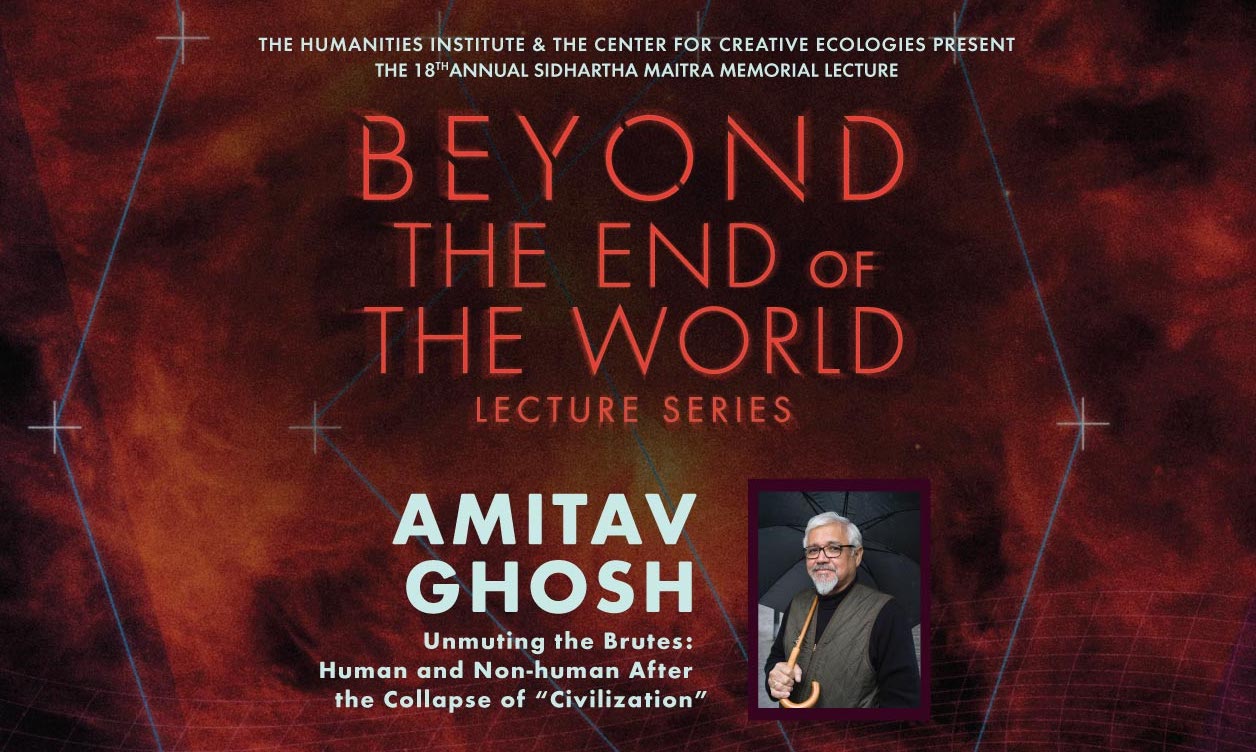 THE HUMANITIES INSTITUTE & THE CENTER FOR CREATIVE ECOLOGIES PRESENT
THE 18TH ANNUAL SIDHARTHA MAITRA MEMORIAL LECTURE
BEYOND
THE END OF
THE WORLD
LECTURE SERIES
AMITAV
GHOSH
Unmuting the Brutes:
Human and Non-human After
the Collapse of “Civilization”